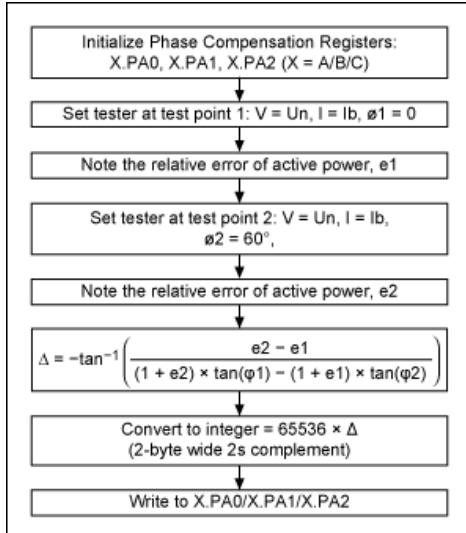 Initialize Phase Compensation Registers:
X.PA0, X.PA1, X.PA2 (X = A/B/C)
Set tester at test point 1: V = Un, I = Ib, ø1 = 0
Note the relative error of active power, e1
Set tester at test point 2: V = Un, I = Ib,
ø2 = 60°,
Note the relative error of active power, e2
Δ = –tan⁻¹ ( (e2 – e1) / ((1 + e2) × tan(φ1) – (1 + e1) × tan(φ2)) )
Convert to integer = 65536 × Δ
(2-byte wide 2s complement)
Write to X.PA0/X.PA1/X.PA2